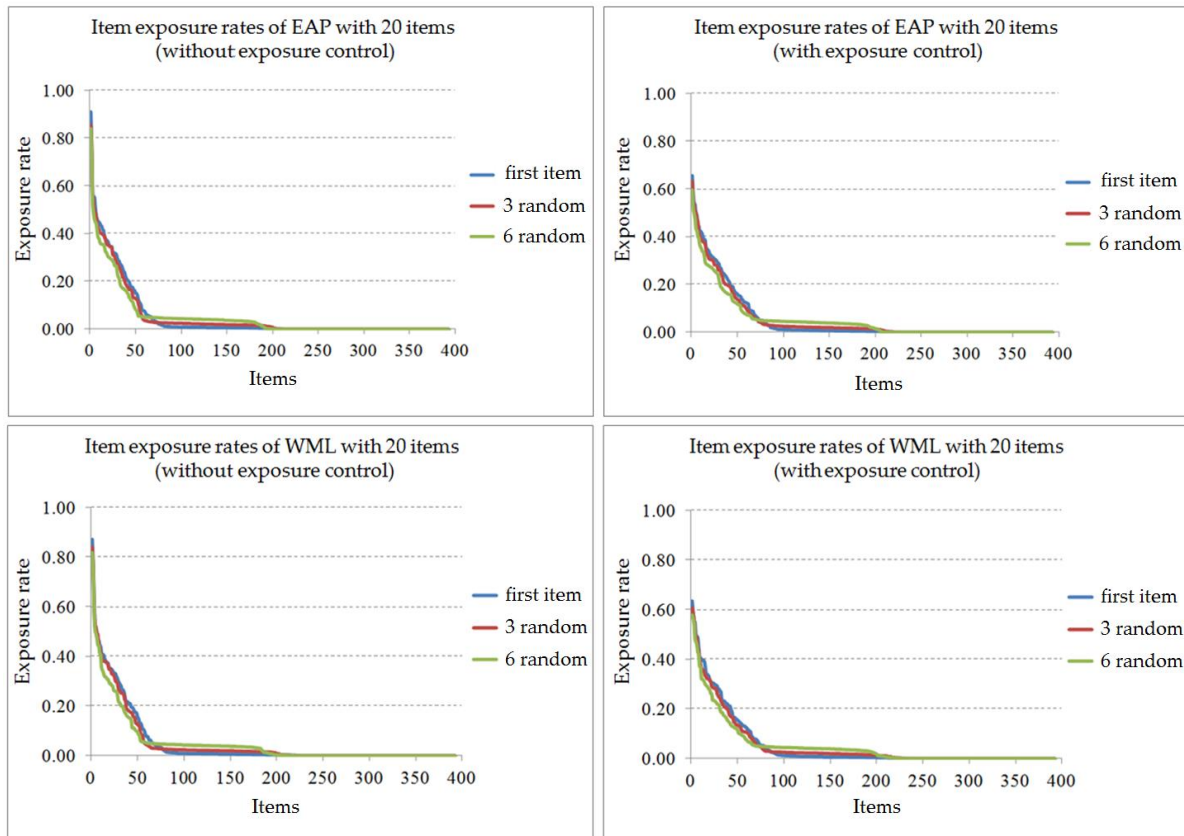 Item exposure rates of EAP with 20 items
(without exposure control)
1.00
0.80
0.60
0.40
0.20
0.00
Exposure rate
0 50 100 150 200 250 300 350 400
Items
first item
3 random
6 random
Item exposure rates of EAP with 20 items
(with exposure control)
1.00
0.80
0.60
0.40
0.20
0.00
Exposure rate
0 50 100 150 200 250 300 350 400
Items
first item
3 random
6 random
Item exposure rates of WML with 20 items
(without exposure control)
1.00
0.80
0.60
0.40
0.20
0.00
Exposure rate
0 50 100 150 200 250 300 350 400
Items
first item
3 random
6 random
Item exposure rates of WML with 20 items
(with exposure control)
1.00
0.80
0.60
0.40
0.20
0.00
Exposure rate
0 50 100 150 200 250 300 350 400
Items
first item
3 random
6 random